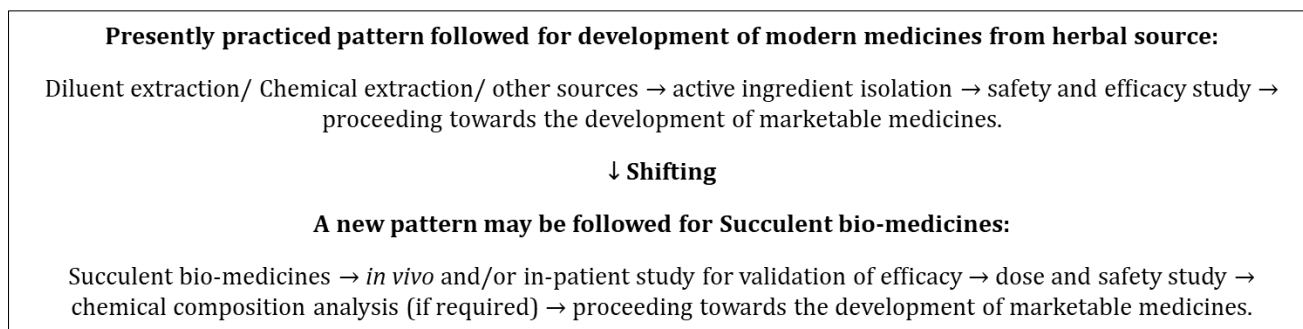 Presently practiced pattern followed for development of modern medicines from herbal source:
Diluent extraction/ Chemical extraction/ other sources → active ingredient isolation → safety and efficacy study →
proceeding towards the development of marketable medicines.
↓ Shifting
A new pattern may be followed for Succulent bio-medicines:
Succulent bio-medicines → in vivo and/or in-patient study for validation of efficacy → dose and safety study →
chemical composition analysis (if required) → proceeding towards the development of marketable medicines.